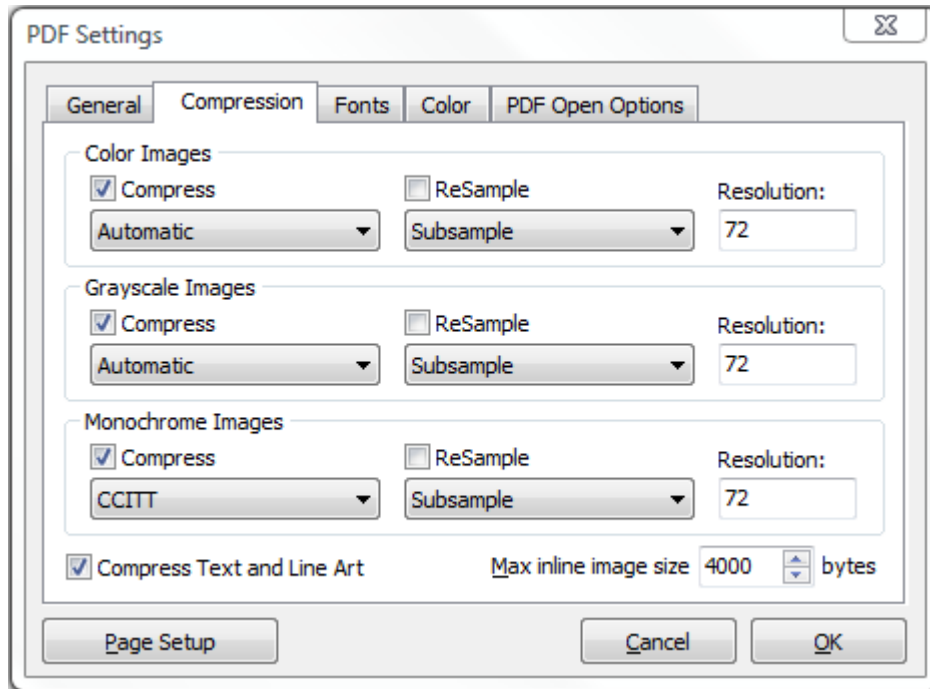 PDF Settings
General Compression Fonts Color PDF Open Options
Color Images
Compress ReSample Resolution:
Automatic Subsample 72
Grayscale Images
Compress ReSample Resolution:
Automatic Subsample 72
Monochrome Images
Compress ReSample Resolution:
CCITT Subsample 72
Compress Text and Line Art Max inline image size 4000 bytes
Page Setup Cancel OK